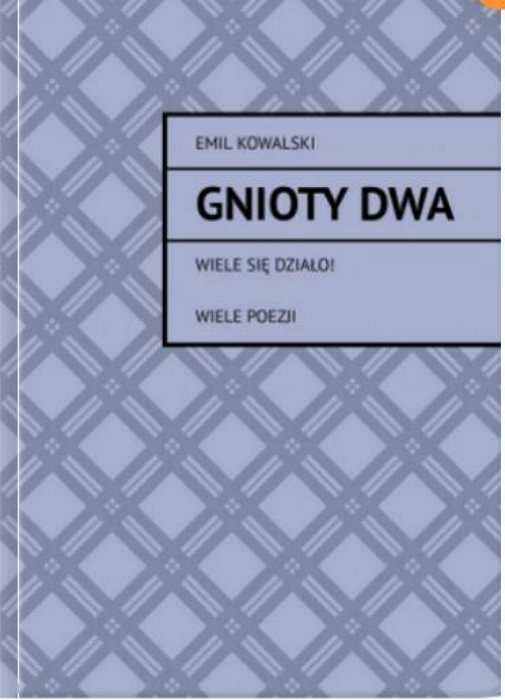 EMIL KOWALSKI
GNIOTY DWA
WIELE SIĘ DZIAŁO!
WIELE POEZJI